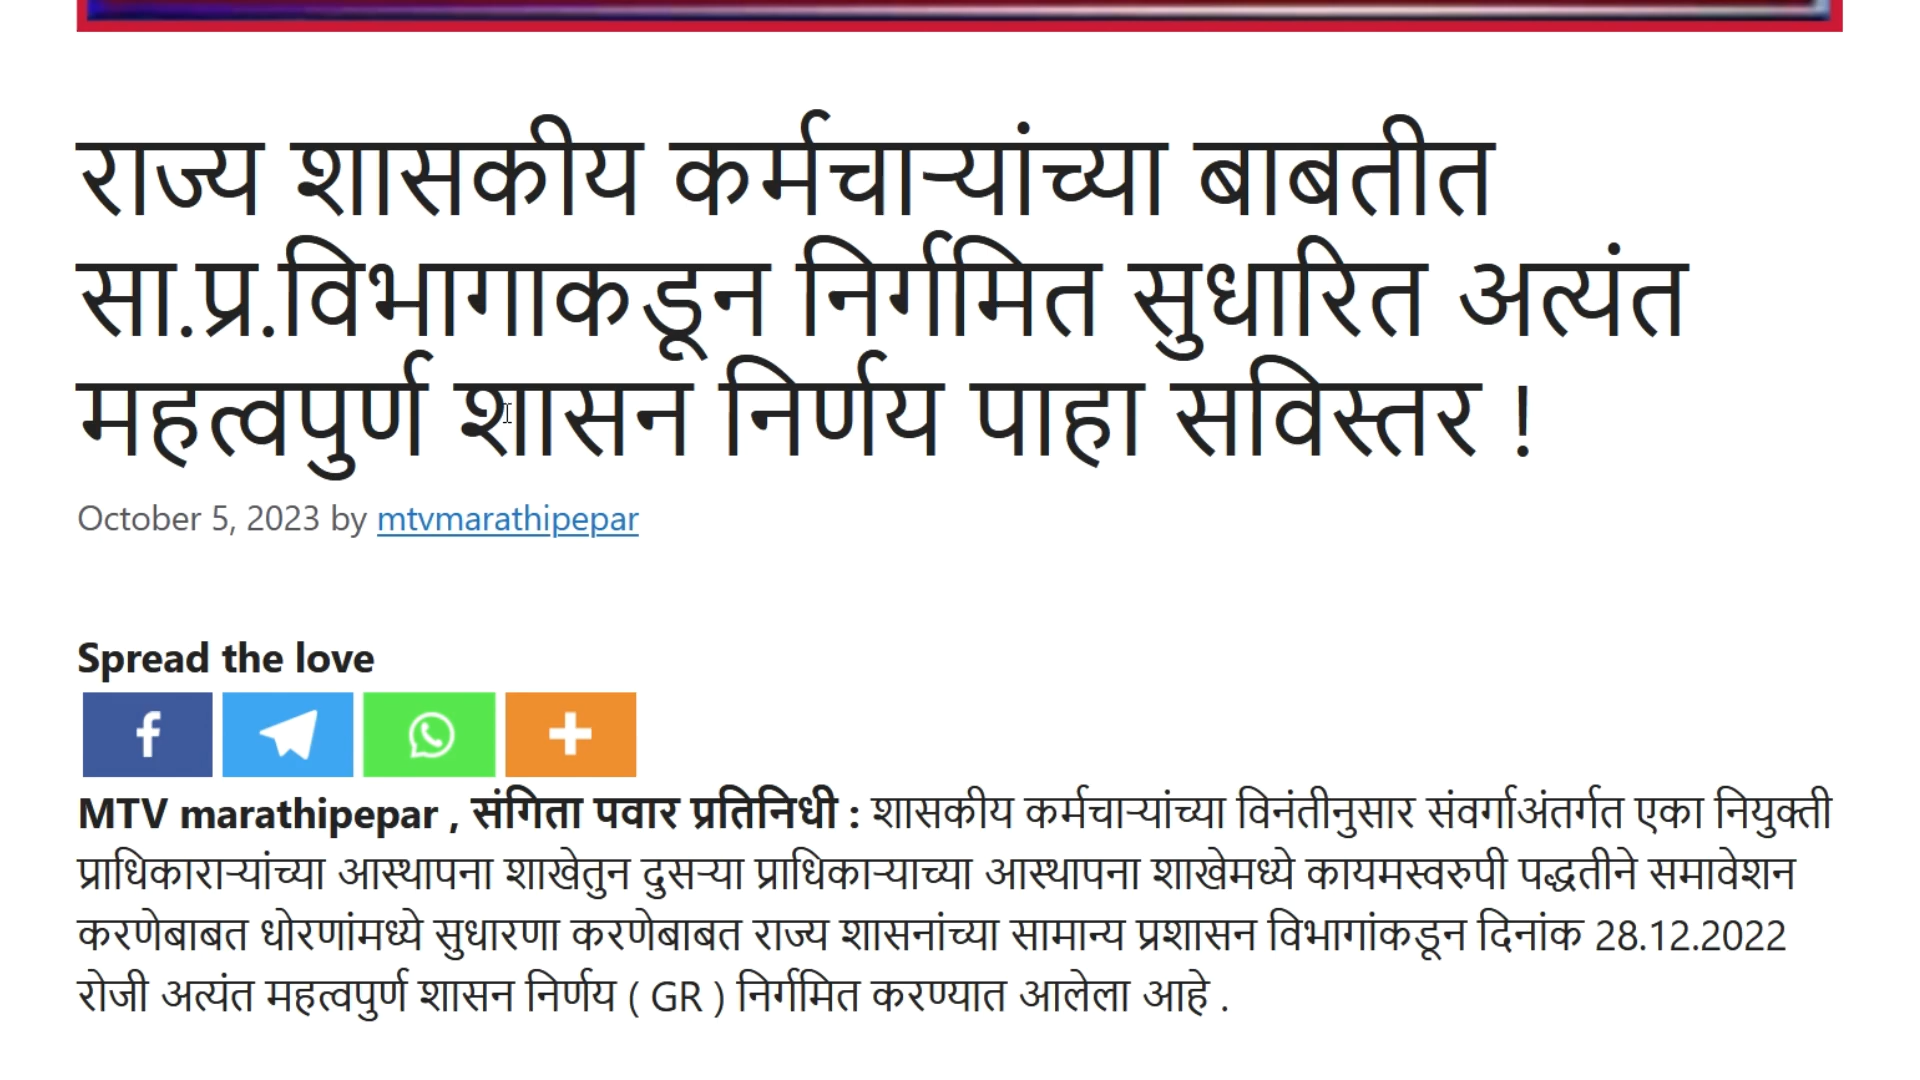 राज्य शासकीय कर्मचाऱ्यांच्या बाबतीत
सा.प्र.विभागाकडून निर्गमित सुधारित अत्यंत
महत्वपुर्ण शासन निर्णय पाहा सविस्तर !
October 5, 2023 by mtvmarathipepar
Spread the love
MTV marathipepar , संगिता पवार प्रतिनिधी : शासकीय कर्मचाऱ्यांच्या विनंतीनुसार संवर्गाअंतर्गत एका नियुक्ती
प्राधिकाराऱ्यांच्या आस्थापना शाखेतुन दुसऱ्या प्राधिकाऱ्याच्या आस्थापना शाखेमध्ये कायमस्वरुपी पद्धतीने समावेशन
करणेबाबत धोरणांमध्ये सुधारणा करणेबाबत राज्य शासनांच्या सामान्य प्रशासन विभागांकडून दिनांक 28.12.2022
रोजी अत्यंत महत्वपुर्ण शासन निर्णय ( GR ) निर्गमित करण्यात आलेला आहे .